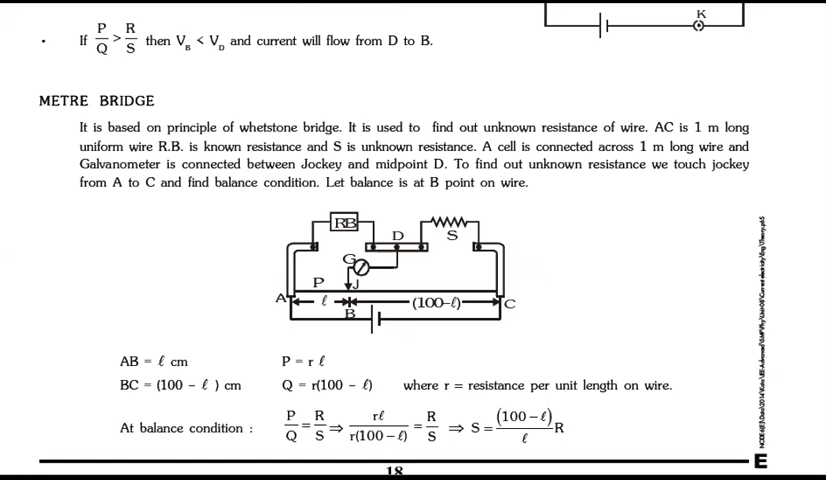 K
• If P/Q > R/S then V_B < V_D and current will flow from D to B.
METRE BRIDGE
It is based on principle of whetstone bridge. It is used to find out unknown resistance of wire. AC is 1 m long
uniform wire R.B. is known resistance and S is unknown resistance. A cell is connected across 1 m long wire and
Galvanometer is connected between Jockey and midpoint D. To find out unknown resistance we touch jockey
from A to C and find balance condition. Let balance is at B point on wire.
RB
D
S
G
P
J
A
ℓ
(100–ℓ)
C
B
AB = ℓ cm P = r ℓ
BC = (100 – ℓ ) cm Q = r(100 – ℓ) where r = resistance per unit length on wire.
At balance condition : P/Q = R/S ⇒ rℓ/r(100 – ℓ) = R/S ⇒ S = (100 – ℓ)/ℓ R
E
18